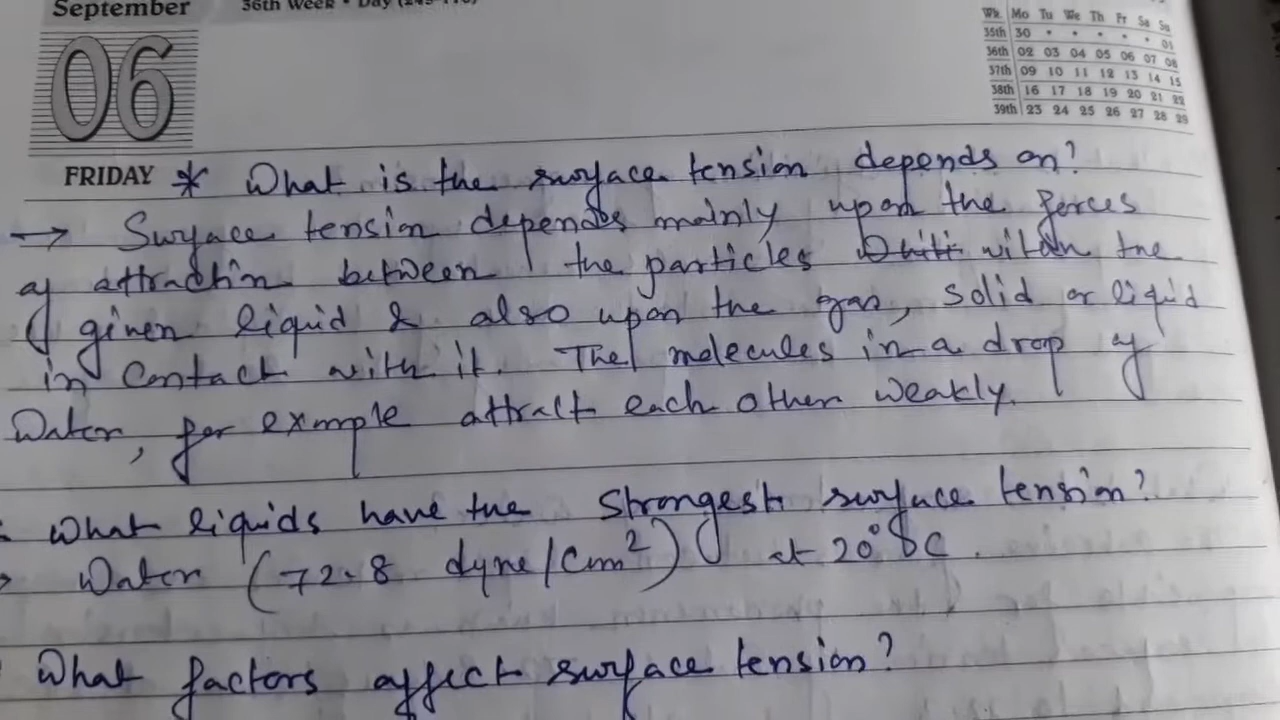 September
36th Week • Day (249-116)
06
FRIDAY
Wk. Mo Tu We Th Fr Sa Su
35th 30 • • • • • 01
36th 02 03 04 05 06 07 08
37th 09 10 11 12 13 14 15
38th 16 17 18 19 20 21 22
39th 23 24 25 26 27 28 29
* What is the surface tension depends on?
→ Surface tension depends mainly upon the forces
of attraction between the particles within the
given liquid & also upon the gas, solid or liquid
in contact with it. The molecules in a drop of
Water, for exmple attract each other weakly.
What liquids have the strongest surface tension?
Water (72.8 dyne/cm²) at 20° C.
What factors affect surface tension?